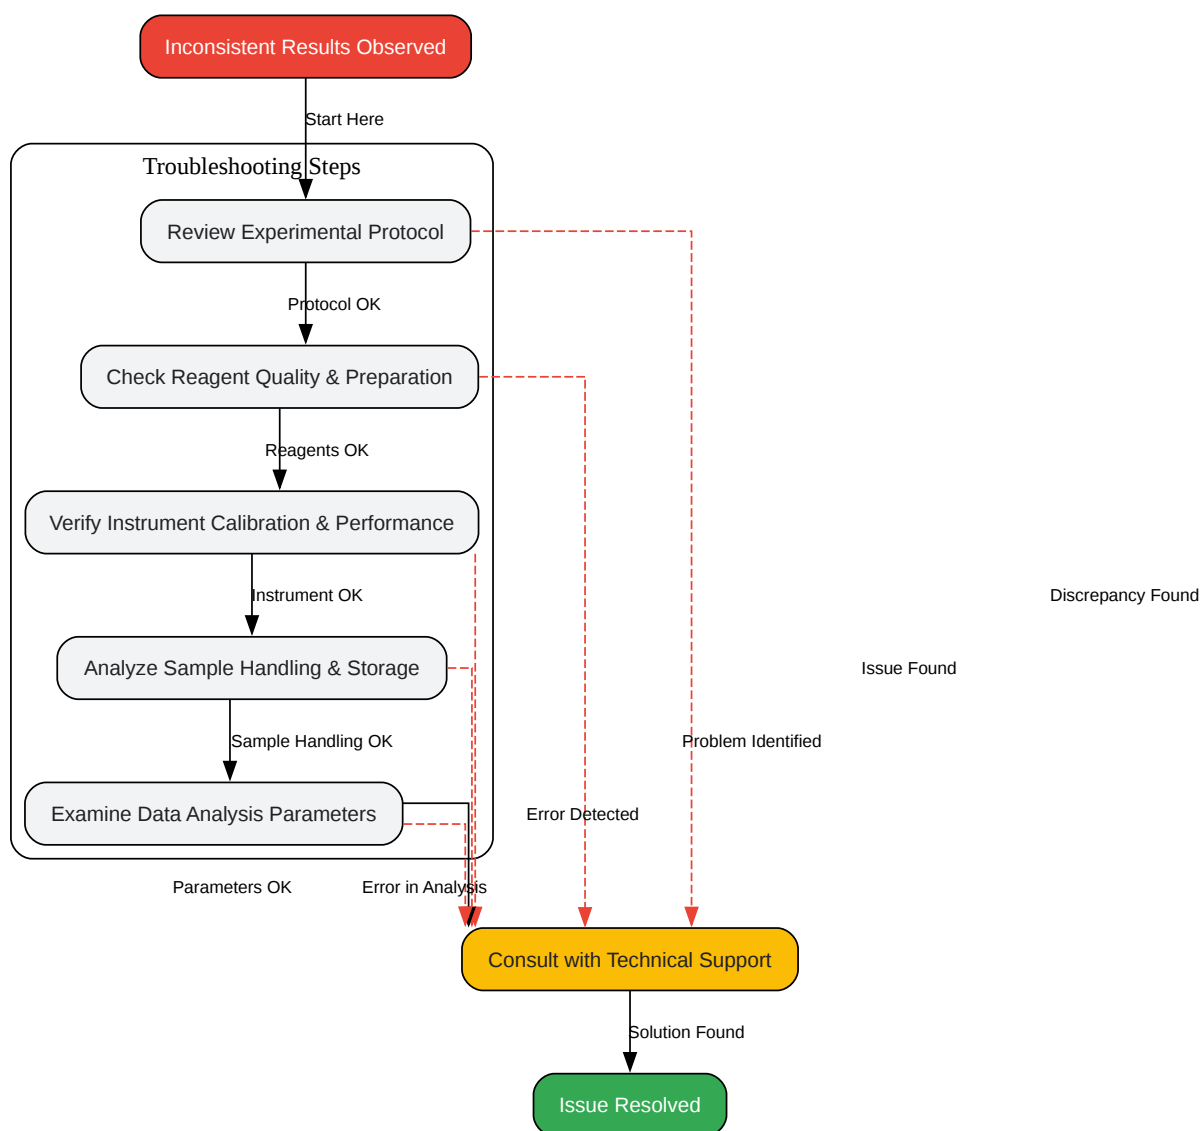 Inconsistent Results Observed
Start Here
Troubleshooting Steps
Review Experimental Protocol
Protocol OK
Check Reagent Quality & Preparation
Reagents OK
Verify Instrument Calibration & Performance
Instrument OK
Discrepancy Found
Analyze Sample Handling & Storage
Issue Found
Sample Handling OK
Problem Identified
Examine Data Analysis Parameters
Error Detected
Parameters OK
Error in Analysis
Consult with Technical Support
Solution Found
Issue Resolved